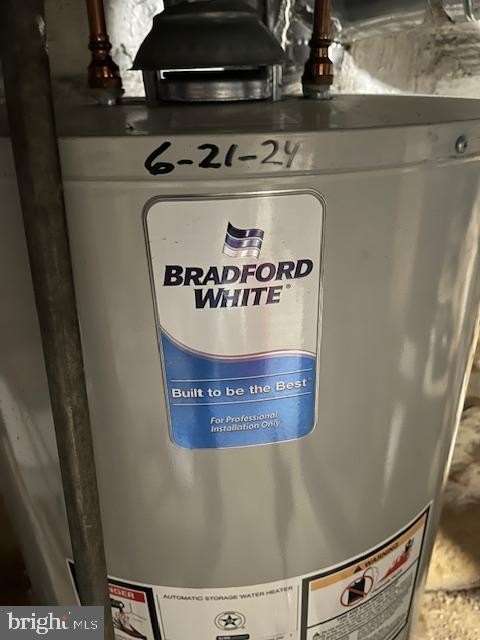 6-21-24
BRADFORD
WHITE®
Built to be the Best®
For Professional
Installation Only
WARNING
AUTOMATIC STORAGE WATER HEATER
bright MLS